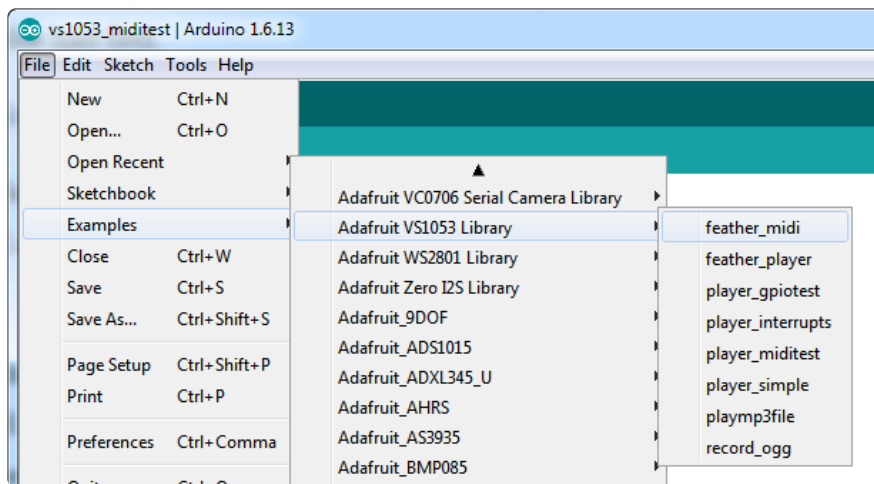 vs1053_miditest | Arduino 1.6.13
File Edit Sketch Tools Help
New Ctrl+N
Open... Ctrl+O
Open Recent
Sketchbook
Examples
Close Ctrl+W
Save Ctrl+S
Save As... Ctrl+Shift+S
Page Setup Ctrl+Shift+P
Print Ctrl+P
Preferences Ctrl+Comma
Adafruit VC0706 Serial Camera Library
Adafruit VS1053 Library
Adafruit WS2801 Library
Adafruit Zero I2S Library
Adafruit_9DOF
Adafruit_ADS1015
Adafruit_ADXL345_U
Adafruit_AHRS
Adafruit_AS3935
Adafruit_BMP085
feather_midi
feather_player
player_gpiotest
player_interrupts
player_miditest
player_simple
playmp3file
record_ogg